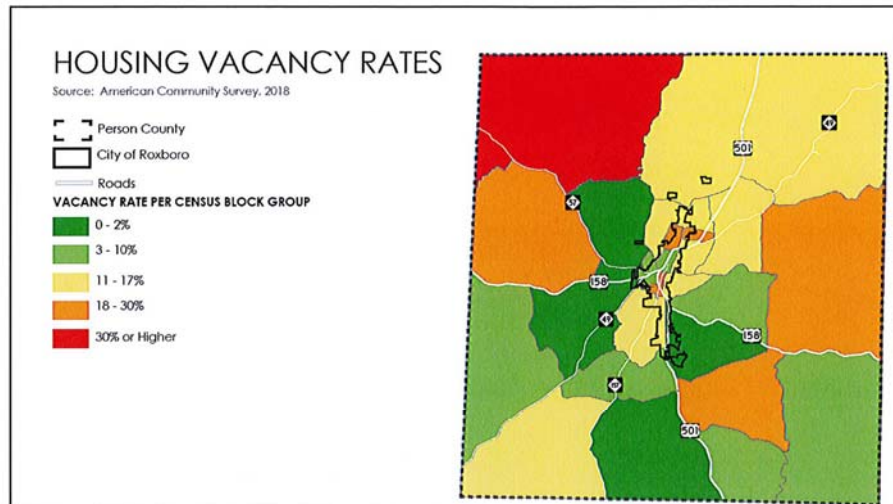 HOUSING VACANCY RATES
Source: American Community Survey, 2018
Person County
City of Roxboro
Roads
VACANCY RATE PER CENSUS BLOCK GROUP
0 - 2%
3 - 10%
11 - 17%
18 - 30%
30% or Higher
49
501
57
158
49
158
157
501